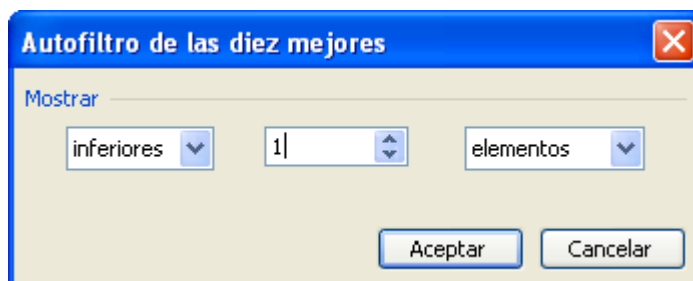 Autofiltro de las diez mejores
Mostrar
inferiores 1 elementos
Aceptar Cancelar